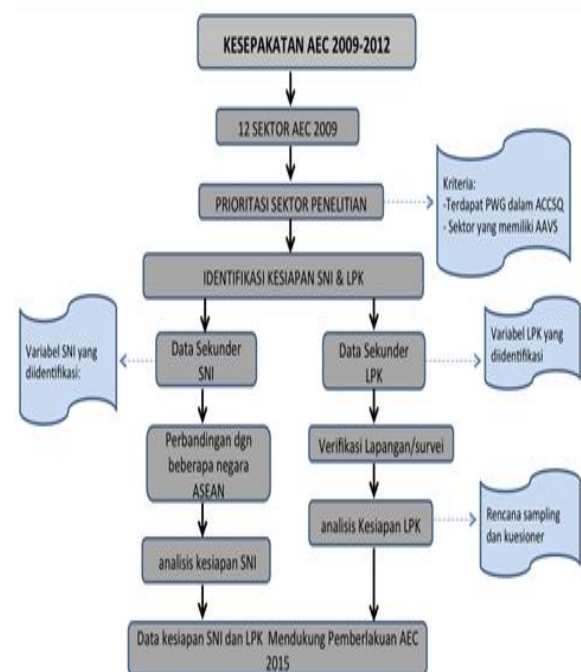 KESEPAKATAN AEC 2009-2012
12 SEKTOR AEC 2009
PRIORITASI SEKTOR PENELITIAN
Kriteria:
-Terdapat PWG dalam ACCSQ
- Sektor yang memiliki AAVS
IDENTIFIKASI KESIAPAN SNI & LPK
Variabel SNI yang
diidentifikasi:
Data Sekunder
SNI
Data Sekunder
LPK
Variabel LPK yang
diidentifikasi
Perbandingan dgn
beberapa negara
ASEAN
Verifikasi Lapangan/survei
analisis kesiapan SNI
analisis Kesiapan LPK
Rencana sampling
dan kuesioner
Data kesiapan SNI dan LPK Mendukung Pemberlakuan AEC
2015